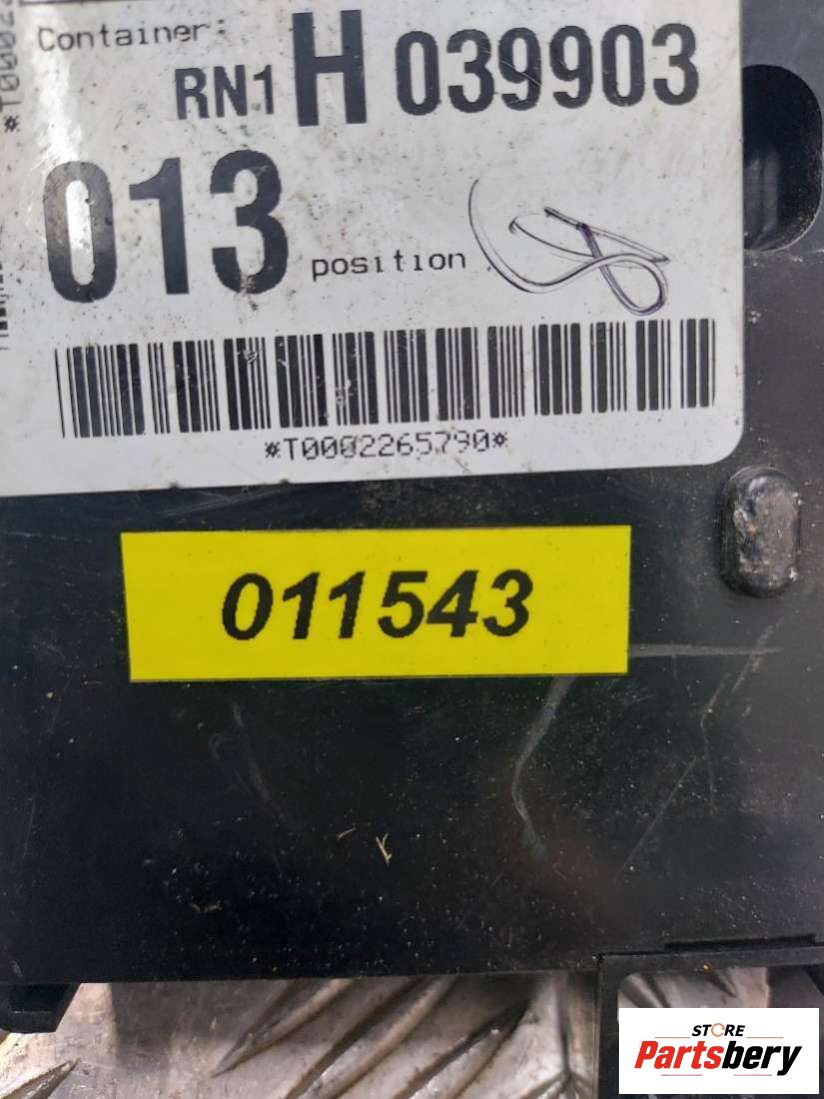 Container:
RN1 H 039903
013 position
*T0002265790*
011543
STORE
Partsbery